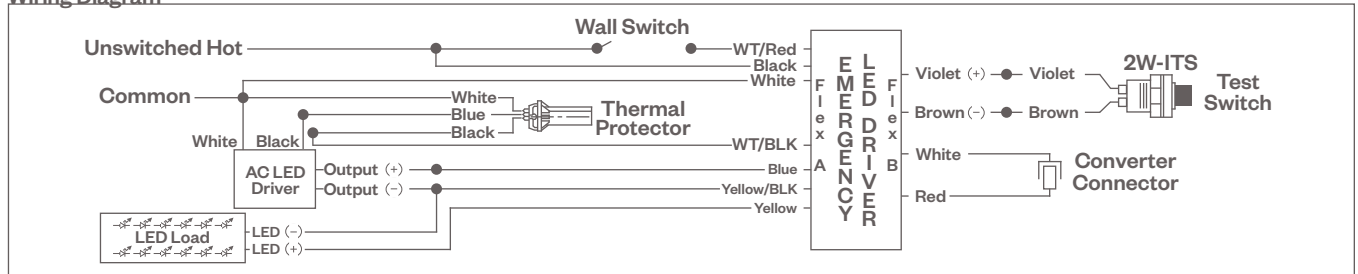 Wiring Diagram
Wall Switch
Unswitched Hot
WT/Red
Black
White
Common
White
Blue
Black
Thermal
Protector
White
Black
WT/BLK
AC LED
Driver
Output (+)
Output (-)
Blue
Yellow/BLK
Yellow
LED Load
LED (-)
LED (+)
Flex A
EMERGENCY
LED DRIVER
Flex B
Violet (+)
Violet
Brown (-)
Brown
2W-ITS
Test
Switch
White
Red
Converter
Connector